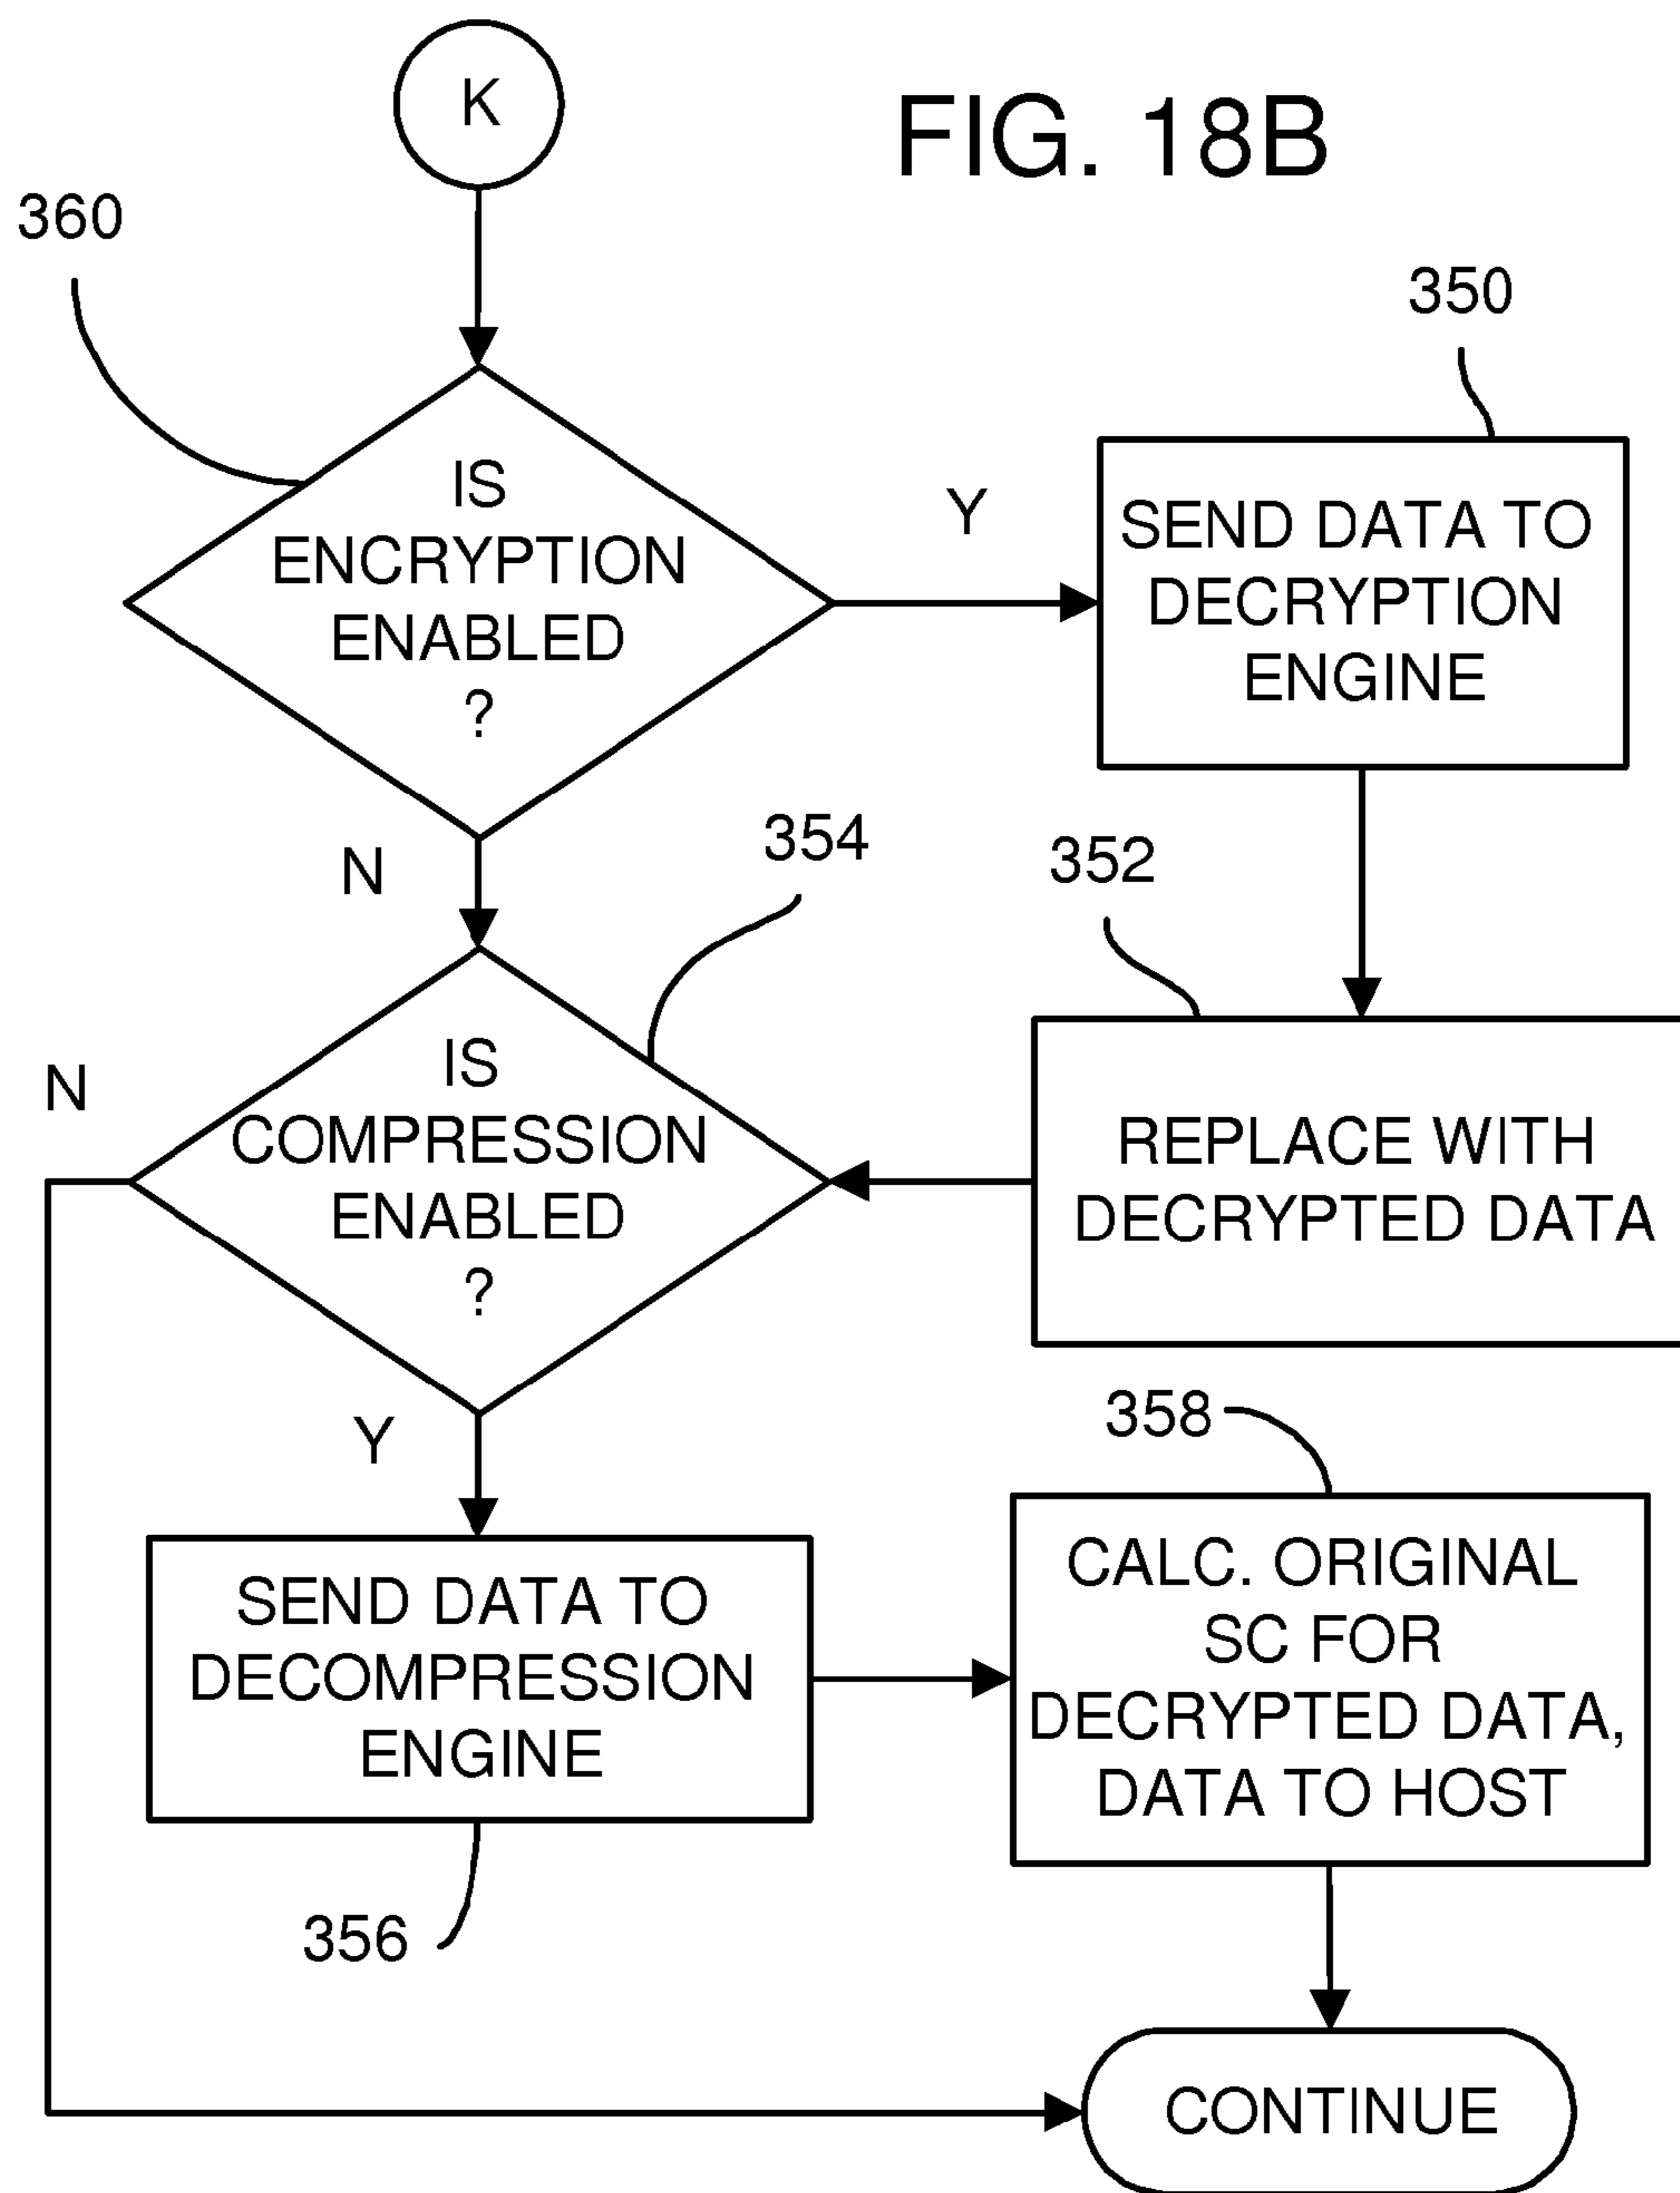 K
FIG. 18B
360
350
IS
ENCRYPTION
ENABLED
?
Y
SEND DATA TO
DECRYPTION
ENGINE
N
354
352
N
IS
COMPRESSION
ENABLED
?
REPLACE WITH
DECRYPTED DATA
Y
358
SEND DATA TO
DECOMPRESSION
ENGINE
CALC. ORIGINAL
SC FOR
DECRYPTED DATA,
DATA TO HOST
356
CONTINUE